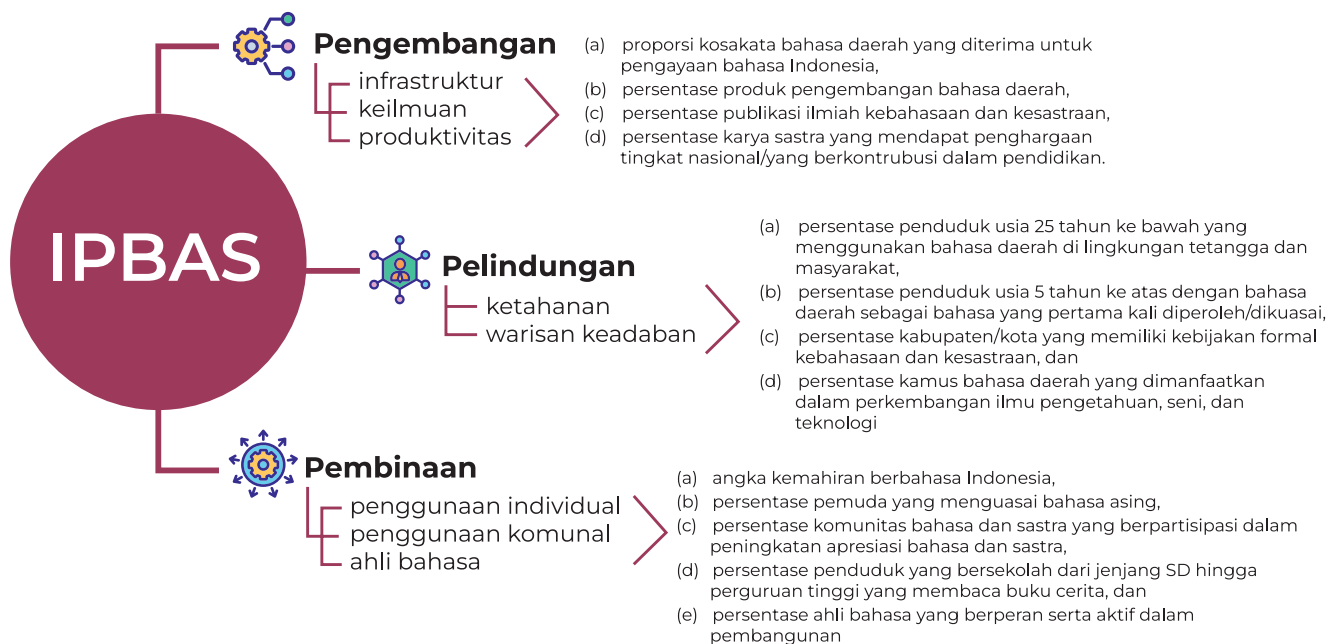 IPBAS
Pengembangan
infrastruktur
keilmuan
produktivitas
(a) proporsi kosakata bahasa daerah yang diterima untuk
pengayaan bahasa Indonesia,
(b) persentase produk pengembangan bahasa daerah,
(c) persentase publikasi ilmiah kebahasaan dan kesastraan,
(d) persentase karya sastra yang mendapat penghargaan
tingkat nasional/yang berkontrubusi dalam pendidikan.
Pelindungan
ketahanan
warisan keadaban
(a) persentase penduduk usia 25 tahun ke bawah yang
menggunakan bahasa daerah di lingkungan tetangga dan
masyarakat,
(b) persentase penduduk usia 5 tahun ke atas dengan bahasa
daerah sebagai bahasa yang pertama kali diperoleh/dikuasai,
(c) persentase kabupaten/kota yang memiliki kebijakan formal
kebahasaan dan kesastraan, dan
(d) persentase kamus bahasa daerah yang dimanfaatkan
dalam perkembangan ilmu pengetahuan, seni, dan
teknologi
Pembinaan
penggunaan individual
penggunaan komunal
ahli bahasa
(a) angka kemahiran berbahasa Indonesia,
(b) persentase pemuda yang menguasai bahasa asing,
(c) persentase komunitas bahasa dan sastra yang berpartisipasi dalam
peningkatan apresiasi bahasa dan sastra,
(d) persentase penduduk yang bersekolah dari jenjang SD hingga
perguruan tinggi yang membaca buku cerita, dan
(e) persentase ahli bahasa yang berperan serta aktif dalam
pembangunan